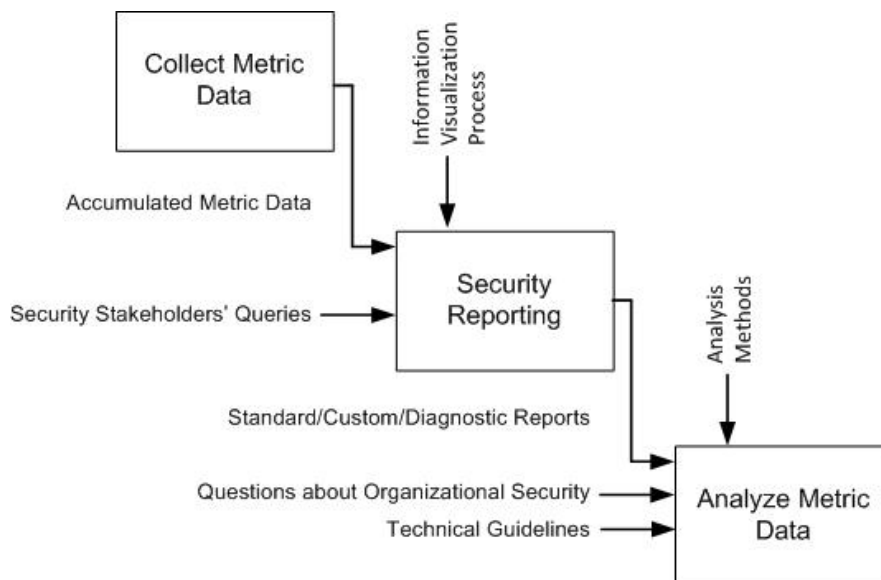 Collect Metric
Data
Information
Visualization
Process
Accumulated Metric Data
Security Stakeholders' Queries
Security
Reporting
Analysis
Methods
Standard/Custom/Diagnostic Reports
Questions about Organizational Security
Technical Guidelines
Analyze Metric
Data